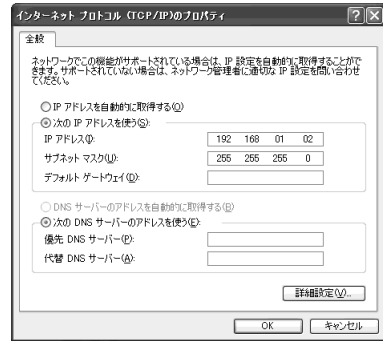 インターネット プロトコル (TCP/IP)のプロパティ
全般
ネットワークでこの機能がサポートされている場合は、IP 設定を自動的に取得することがで
きます。サポートされていない場合は、ネットワーク管理者に適切な IP 設定を問い合わせ
てください。
IP アドレスを自動的に取得する(O)
次の IP アドレスを使う(S):
IP アドレス(I): 192 168 01 02
サブネット マスク(U): 255 255 255 0
デフォルト ゲートウェイ(D):
DNS サーバーのアドレスを自動的に取得する(B)
次の DNS サーバーのアドレスを使う(E):
優先 DNS サーバー(P):
代替 DNS サーバー(A):
詳細設定(V)...
OK キャンセル